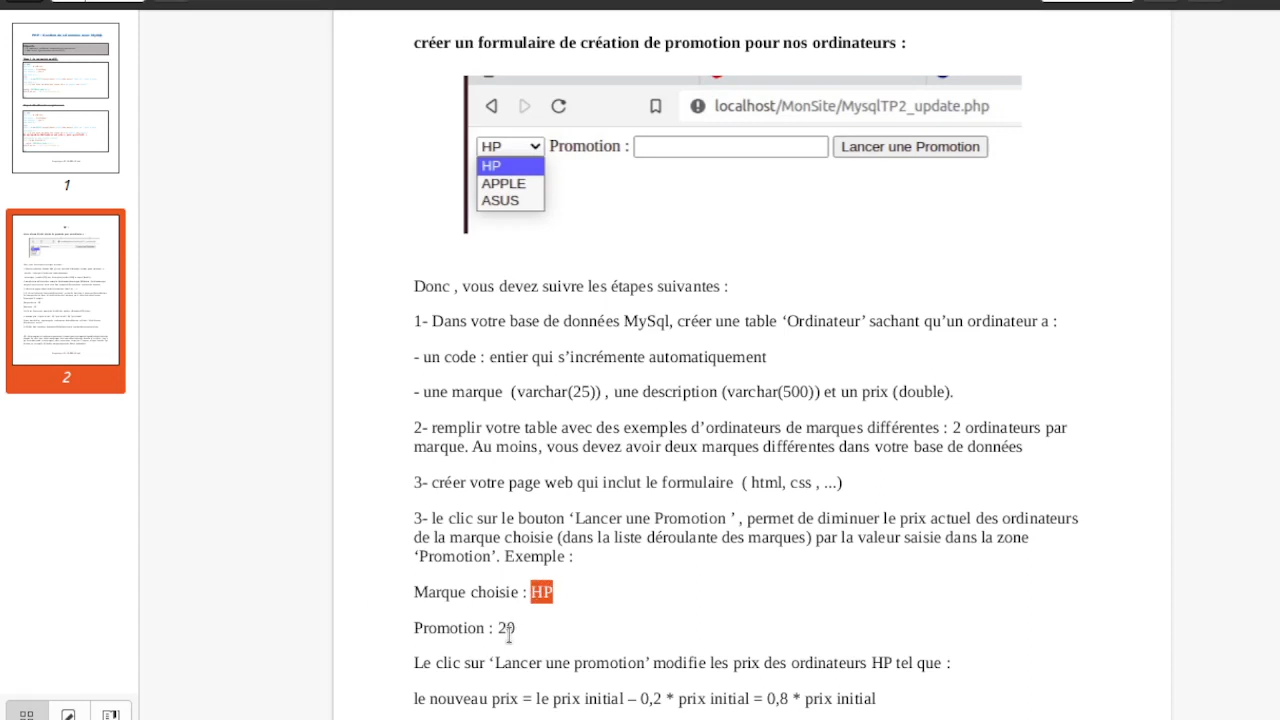 créer un formulaire de création de promotion pour nos ordinateurs :
localhost/MonSite/MysqlTP2_update.php
HP Promotion : Lancer une Promotion
HP
APPLE
ASUS
Donc , vous devez suivre les étapes suivantes :
1- Dans votre base de données MySql, créer une table ‘Ordinateur’ sachant qu’un ordinateur a :
- un code : entier qui s’incrémente automatiquement
- une marque (varchar(25)) , une description (varchar(500)) et un prix (double).
2- remplir votre table avec des exemples d’ordinateurs de marques différentes : 2 ordinateurs par
marque. Au moins, vous devez avoir deux marques différentes dans votre base de données
3- créer votre page web qui inclut le formulaire ( html, css , ...)
3- le clic sur le bouton ‘Lancer une Promotion ’ , permet de diminuer le prix actuel des ordinateurs
de la marque choisie (dans la liste déroulante des marques) par la valeur saisie dans la zone
‘Promotion’. Exemple :
Marque choisie : HP
Promotion : 20
Le clic sur ‘Lancer une promotion’ modifie les prix des ordinateurs HP tel que :
le nouveau prix = le prix initial – 0,2 * prix initial = 0,8 * prix initial
1
2